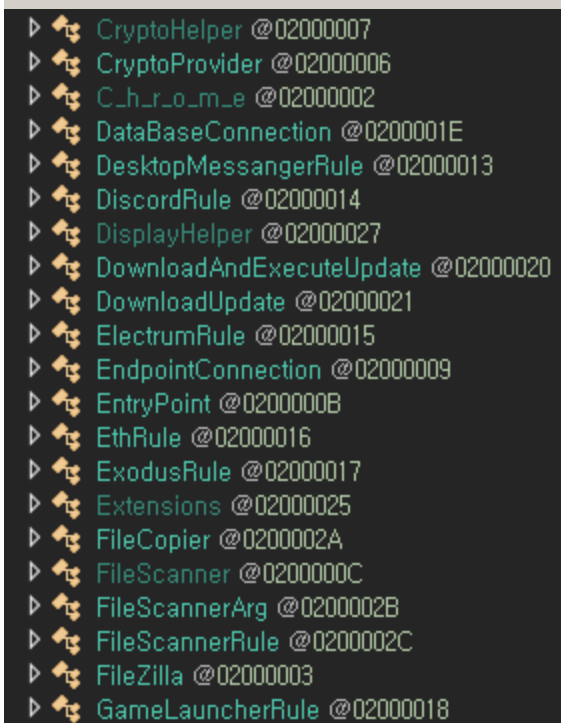 CryptoHelper @02000007
CryptoProvider @02000006
C_h_r_o_m_e @02000002
DataBaseConnection @0200001E
DesktopMessangerRule @02000013
DiscordRule @02000014
DisplayHelper @02000027
DownloadAndExecuteUpdate @02000020
DownloadUpdate @02000021
ElectrumRule @02000015
EndpointConnection @02000009
EntryPoint @0200000B
EthRule @02000016
ExodusRule @02000017
Extensions @02000025
FileCopier @0200002A
FileScanner @0200000C
FileScannerArg @0200002B
FileScannerRule @0200002C
FileZilla @02000003
GameLauncherRule @02000018